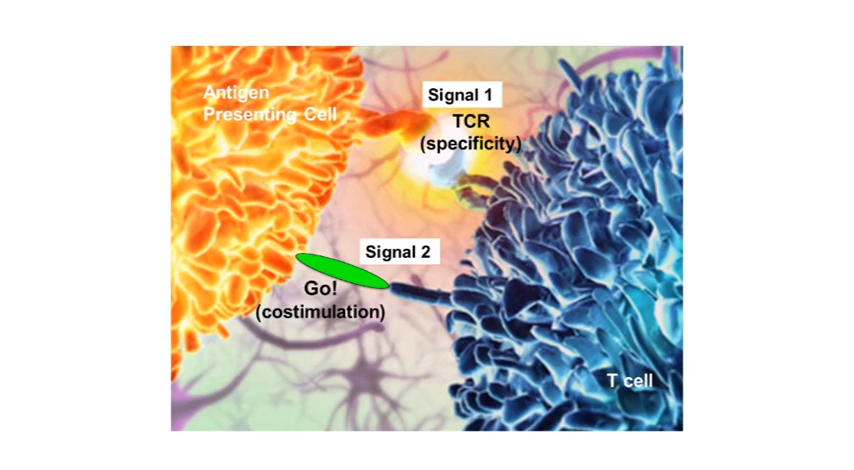 Antigen
Presenting Cell
Signal 1
TCR
(specificity)
Signal 2
Go!
(costimulation)
T cell